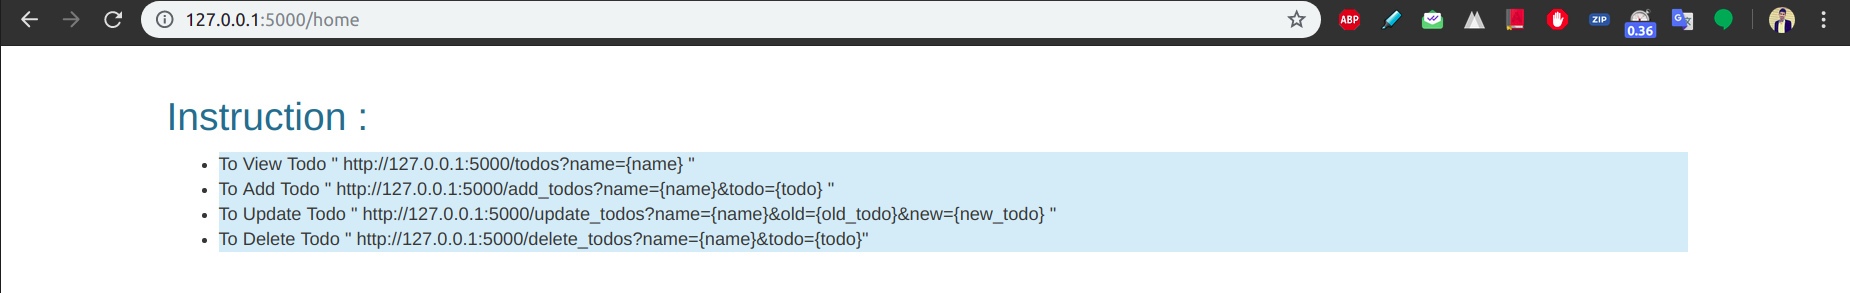 127.0.0.1:5000/home
ABP
ZIP
0.36
G
Instruction :
To View Todo " http://127.0.0.1:5000/todos?name={name} "
To Add Todo " http://127.0.0.1:5000/add_todos?name={name}&todo={todo} "
To Update Todo " http://127.0.0.1:5000/update_todos?name={name}&old={old_todo}&new={new_todo} "
To Delete Todo " http://127.0.0.1:5000/delete_todos?name={name}&todo={todo}"